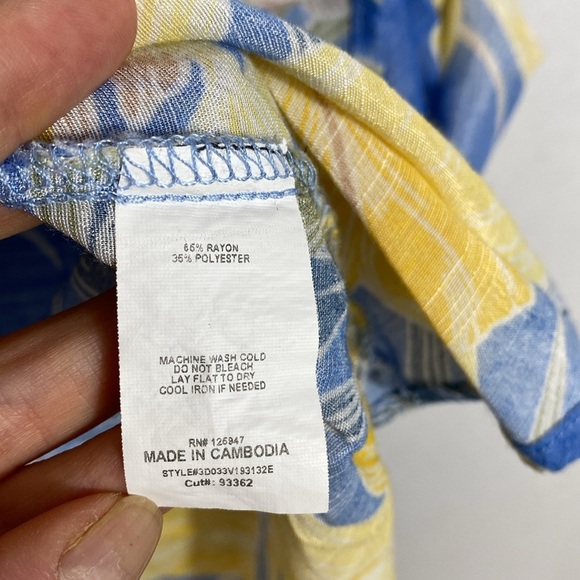 65% RAYON
35% POLYESTER
MACHINE WASH COLD
DO NOT BLEACH
LAY FLAT TO DRY
COOL IRON IF NEEDED
RN# 126947
MADE IN CAMBODIA
STYLE#3D033V193132E
Cut#: 93362